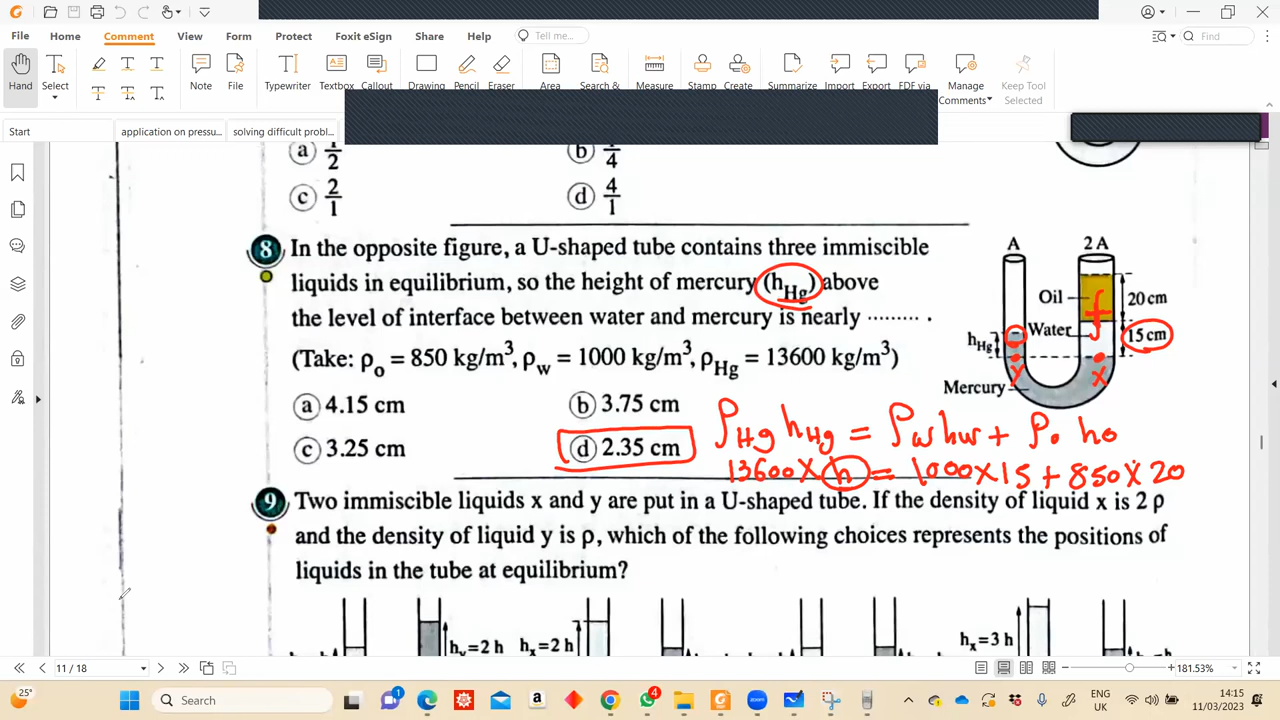 File Home Comment View Form Protect Foxit eSign Share Help Tell me... Find
Hand Select Note File Typewriter Textbox Callout Drawing Pencil Eraser Area Search & Measure Stamp Create Summarize Import Export FDF via Manage Comments Keep Tool Selected
Start application on pressu... solving difficult probl...
a 1/2 b 1/4
c 2/1 d 4/1
8 In the opposite figure, a U-shaped tube contains three immiscible
liquids in equilibrium, so the height of mercury (hHg) above
the level of interface between water and mercury is nearly ......... .
(Take: ρo = 850 kg/m³, ρw = 1000 kg/m³, ρHg = 13600 kg/m³)
a 4.15 cm b 3.75 cm
c 3.25 cm d 2.35 cm
A 2 A
Oil 20 cm
Water 15 cm
hHg
y x
Mercury
ρHg hHg = ρw hw + ρo ho
13600 × h = 1000 × 15 + 850 × 20
9 Two immiscible liquids x and y are put in a U-shaped tube. If the density of liquid x is 2 ρ
and the density of liquid y is ρ, which of the following choices represents the positions of
liquids in the tube at equilibrium?
=2 h hx=2 h hx=3 h
11 / 18 181.53%
25° Search 1 4 ENG UK 14:15 11/03/2023